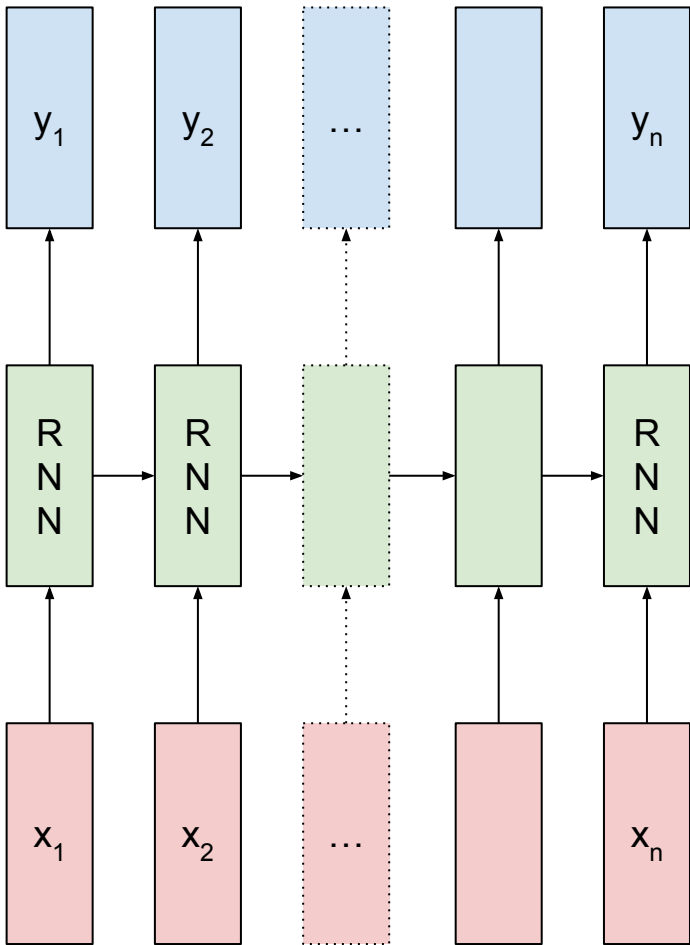 y₁ y₂ ... yₙ
R R R
N N N
N N N
x₁ x₂ ... xₙ